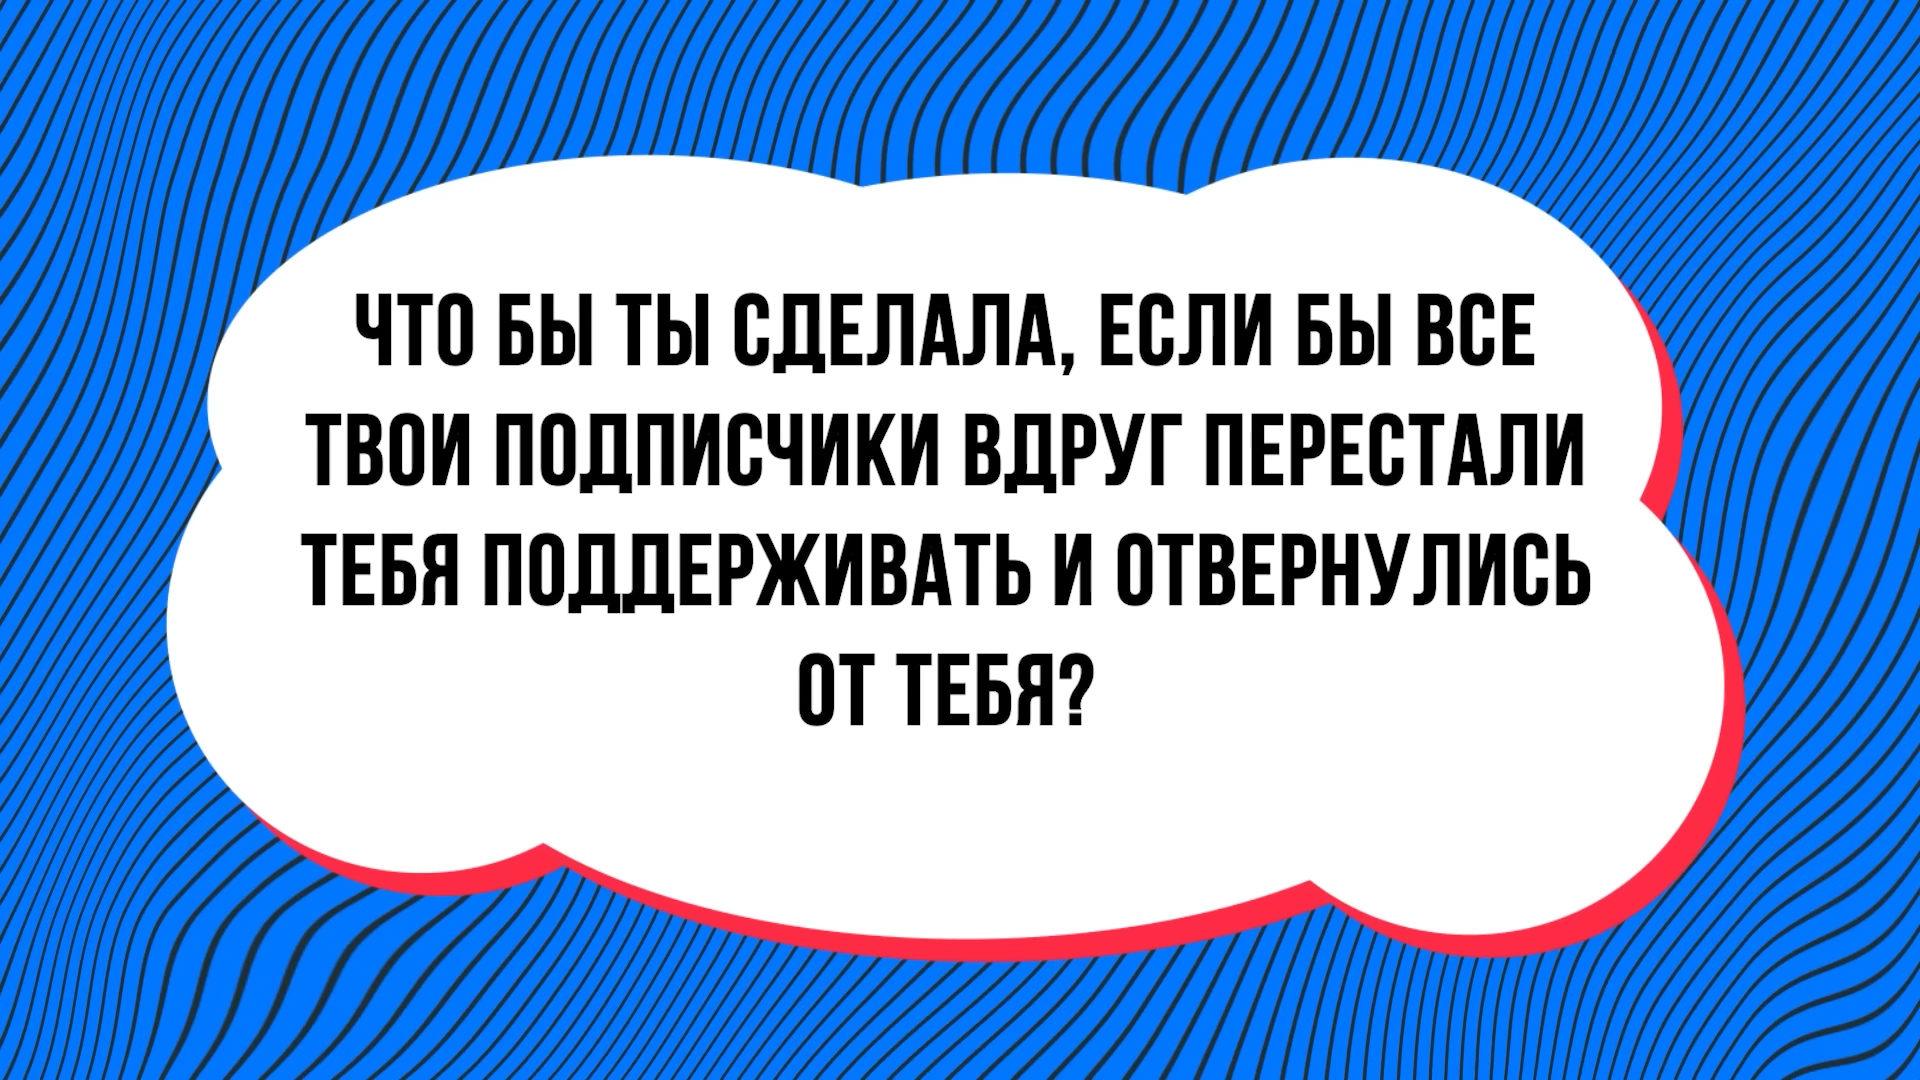 ЧТО БЫ ТЫ СДЕЛАЛА, ЕСЛИ БЫ ВСЕ
ТВОИ ПОДПИСЧИКИ ВДРУГ ПЕРЕСТАЛИ
ТЕБЯ ПОДДЕРЖИВАТЬ И ОТВЕРНУЛИСЬ
ОТ ТЕБЯ?